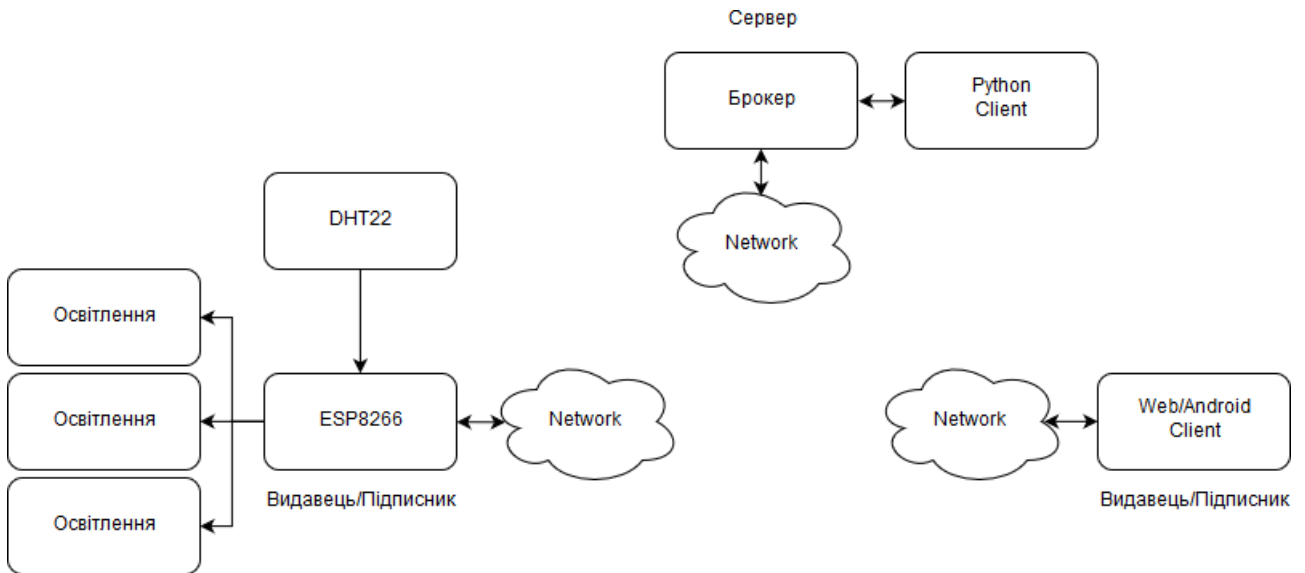 Сервер
Брокер
Python
Client
Network
DHT22
Освітлення
Освітлення
Освітлення
ESP8266
Network
Видавець/Підписник
Network
Web/Android
Client
Видавець/Підписник